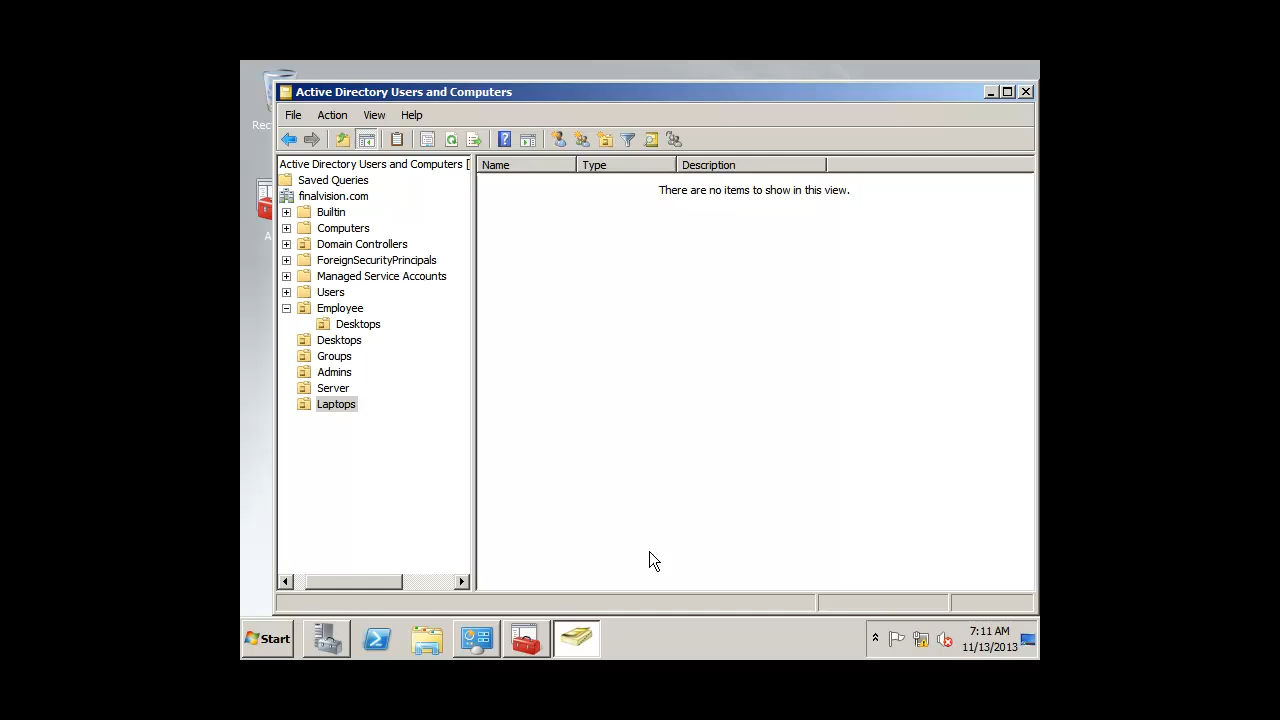 Rec
Active Directory Users and Computers
File Action View Help
Active Directory Users and Computers [
Name Type Description
Saved Queries
There are no items to show in this view.
finalvision.com
Builtin
Computers
A
Domain Controllers
ForeignSecurityPrincipals
Managed Service Accounts
Users
Employee
Desktops
Desktops
Groups
Admins
Server
Laptops
Start
7:11 AM
11/13/2013